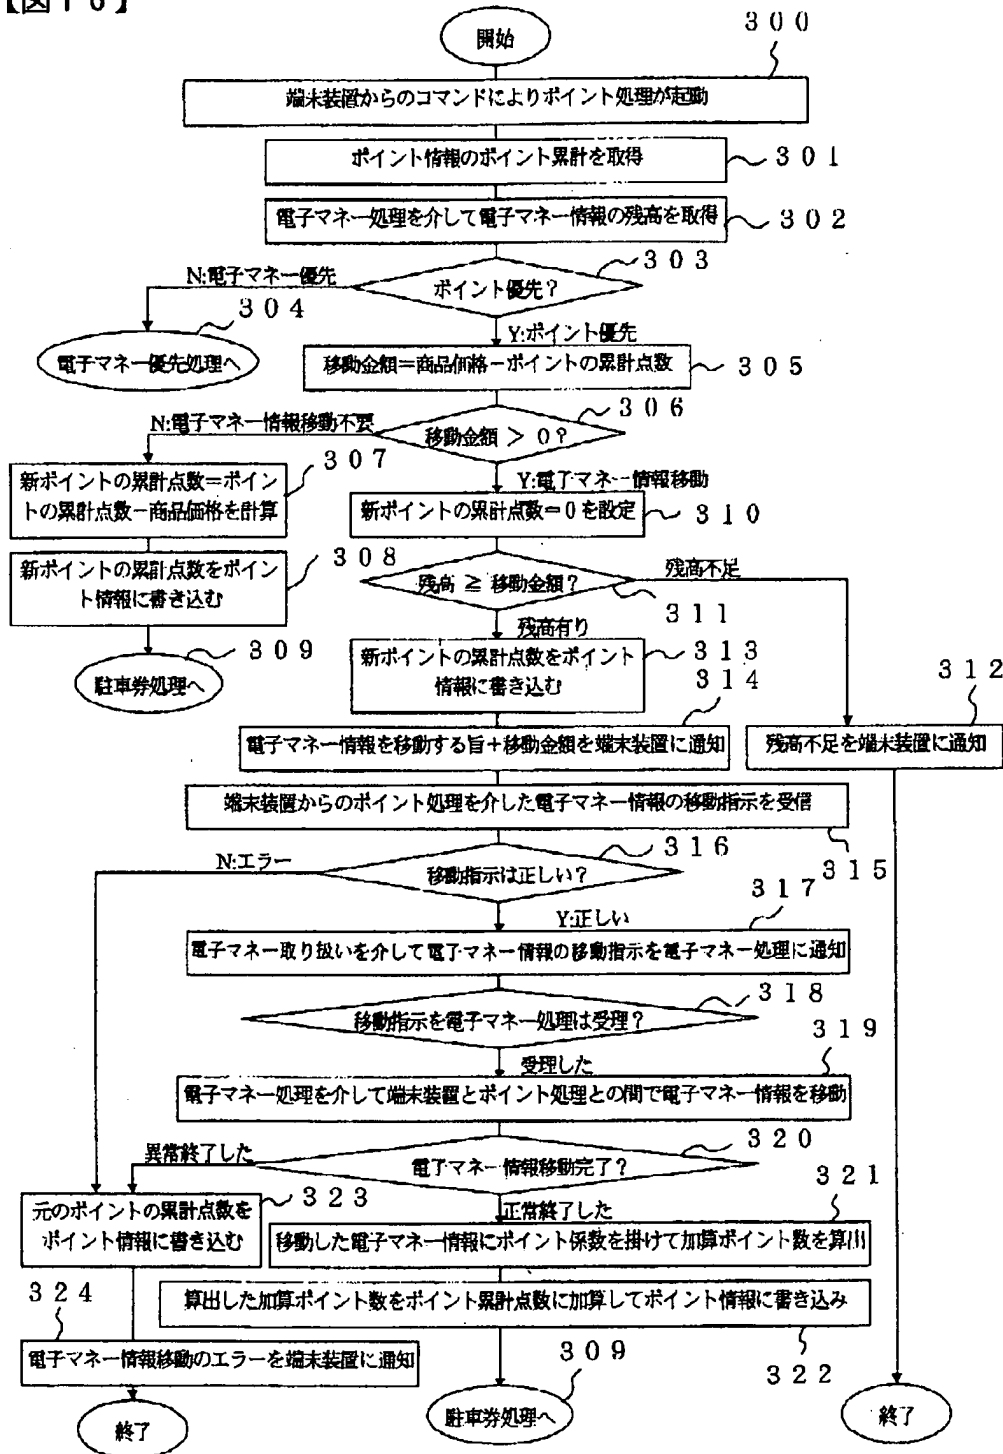 【図１６】
開始
３００
端末装置からのコマンドによりポイント処理が起動
ポイント情報のポイント累計を取得
３０１
電子マネー処理を介して電子マネー情報の残高を取得
３０２
ポイント優先？
３０３
N:電子マネー優先
３０４
電子マネー優先処理へ
Y:ポイント優先
移動金額＝商品価格－ポイントの累計点数
３０５
移動金額 ＞ ０？
３０６
N:電子マネー情報移動不要
３０７
新ポイントの累計点数＝ポイン
トの累計点数－商品価格を計算
Y:電子マネー情報移動
新ポイントの累計点数＝０を設定
３１０
３０８
新ポイントの累計点数をポイン
ト情報に書き込む
残高 ≧ 移動金額？
３１１
残高不足
３０９
駐車券処理へ
残高有り
新ポイントの累計点数をポイント
情報に書き込む
３１３
３１４
３１２
電子マネー情報を移動する旨＋移動金額を端末装置に通知
残高不足を端末装置に通知
端末装置からのポイント処理を介した電子マネー情報の移動指示を受信
３１５
移動指示は正しい？
３１６
N:エラー
Y:正しい
３１７
電子マネー取り扱いを介して電子マネー情報の移動指示を電子マネー処理に通知
移動指示を電子マネー処理は受理？
３１８
受理した
３１９
電子マネー処理を介して端末装置とポイント処理との間で電子マネー情報を移動
電子マネー情報移動完了？
３２０
異常終了した
正常終了した
３２１
３２３
元のポイントの累計点数を
ポイント情報に書き込む
移動した電子マネー情報にポイント係数を掛けて加算ポイント数を算出
算出した加算ポイント数をポイント累計点数に加算してポイント情報に書き込み
３２２
３２４
電子マネー情報移動のエラーを端末装置に通知
終了
３０９
駐車券処理へ
終了